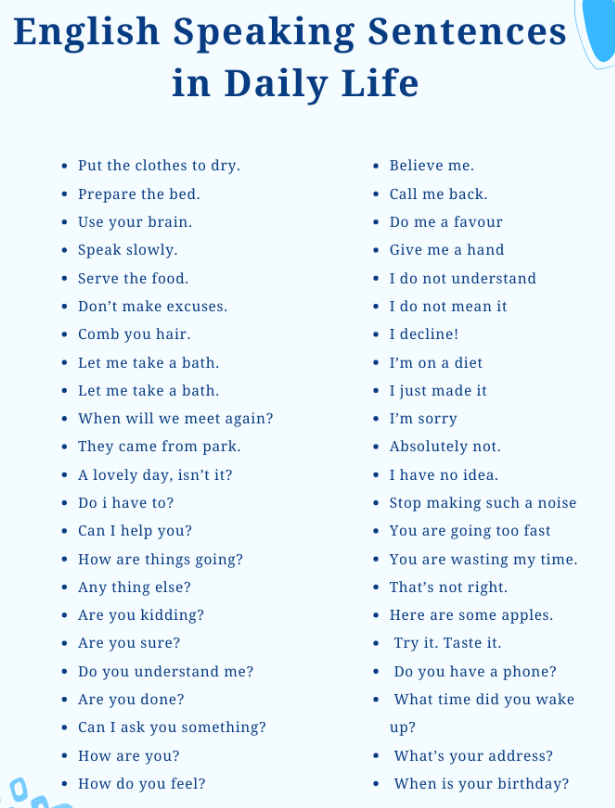 English Speaking Sentences
in Daily Life
Put the clothes to dry.
Prepare the bed.
Use your brain.
Speak slowly.
Serve the food.
Don’t make excuses.
Comb you hair.
Let me take a bath.
Let me take a bath.
When will we meet again?
They came from park.
A lovely day, isn’t it?
Do i have to?
Can I help you?
How are things going?
Any thing else?
Are you kidding?
Are you sure?
Do you understand me?
Are you done?
Can I ask you something?
How are you?
How do you feel?
Believe me.
Call me back.
Do me a favour
Give me a hand
I do not understand
I do not mean it
I decline!
I’m on a diet
I just made it
I’m sorry
Absolutely not.
I have no idea.
Stop making such a noise
You are going too fast
You are wasting my time.
That’s not right.
Here are some apples.
Try it. Taste it.
Do you have a phone?
What time did you wake
up?
What’s your address?
When is your birthday?